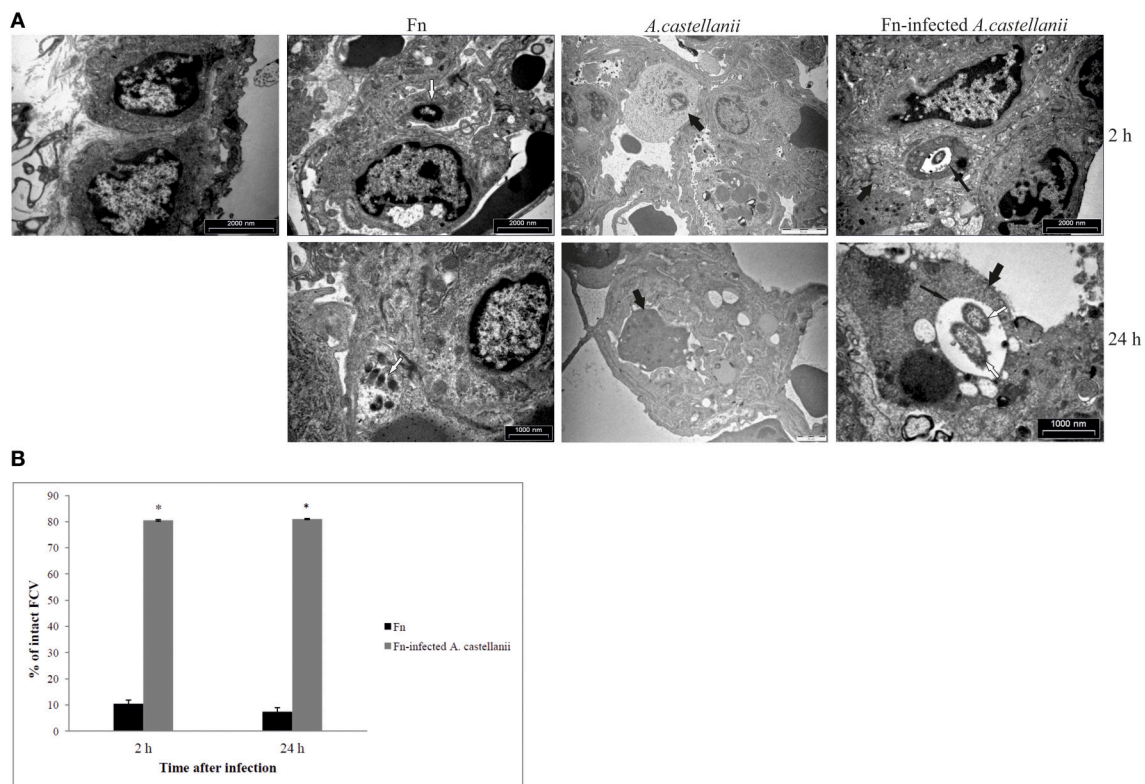 A
Fn
A.castellanii
Fn-infected A.castellanii
2000 nm
2000 nm
2000 nm
2 h
1000 nm
1000 nm
24 h
B
90
80
70
60
50
40
30
20
10
0
% of intact FCV
* *
Fn
Fn-infected A. castellanii
2 h 24 h
Time after infection